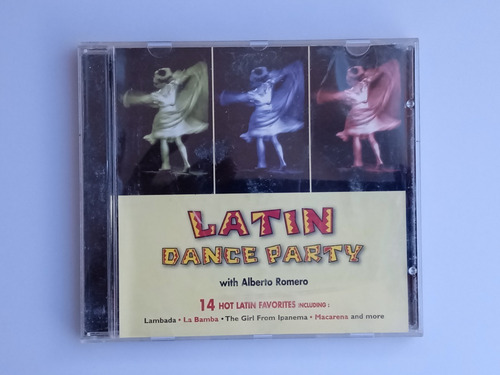 LATIN
DANCE PARTY
with Alberto Romero
14 HOT LATIN FAVORITES INCLUDING :
Lambada • La Bamba • The Girl From Ipanema • Macarena and more